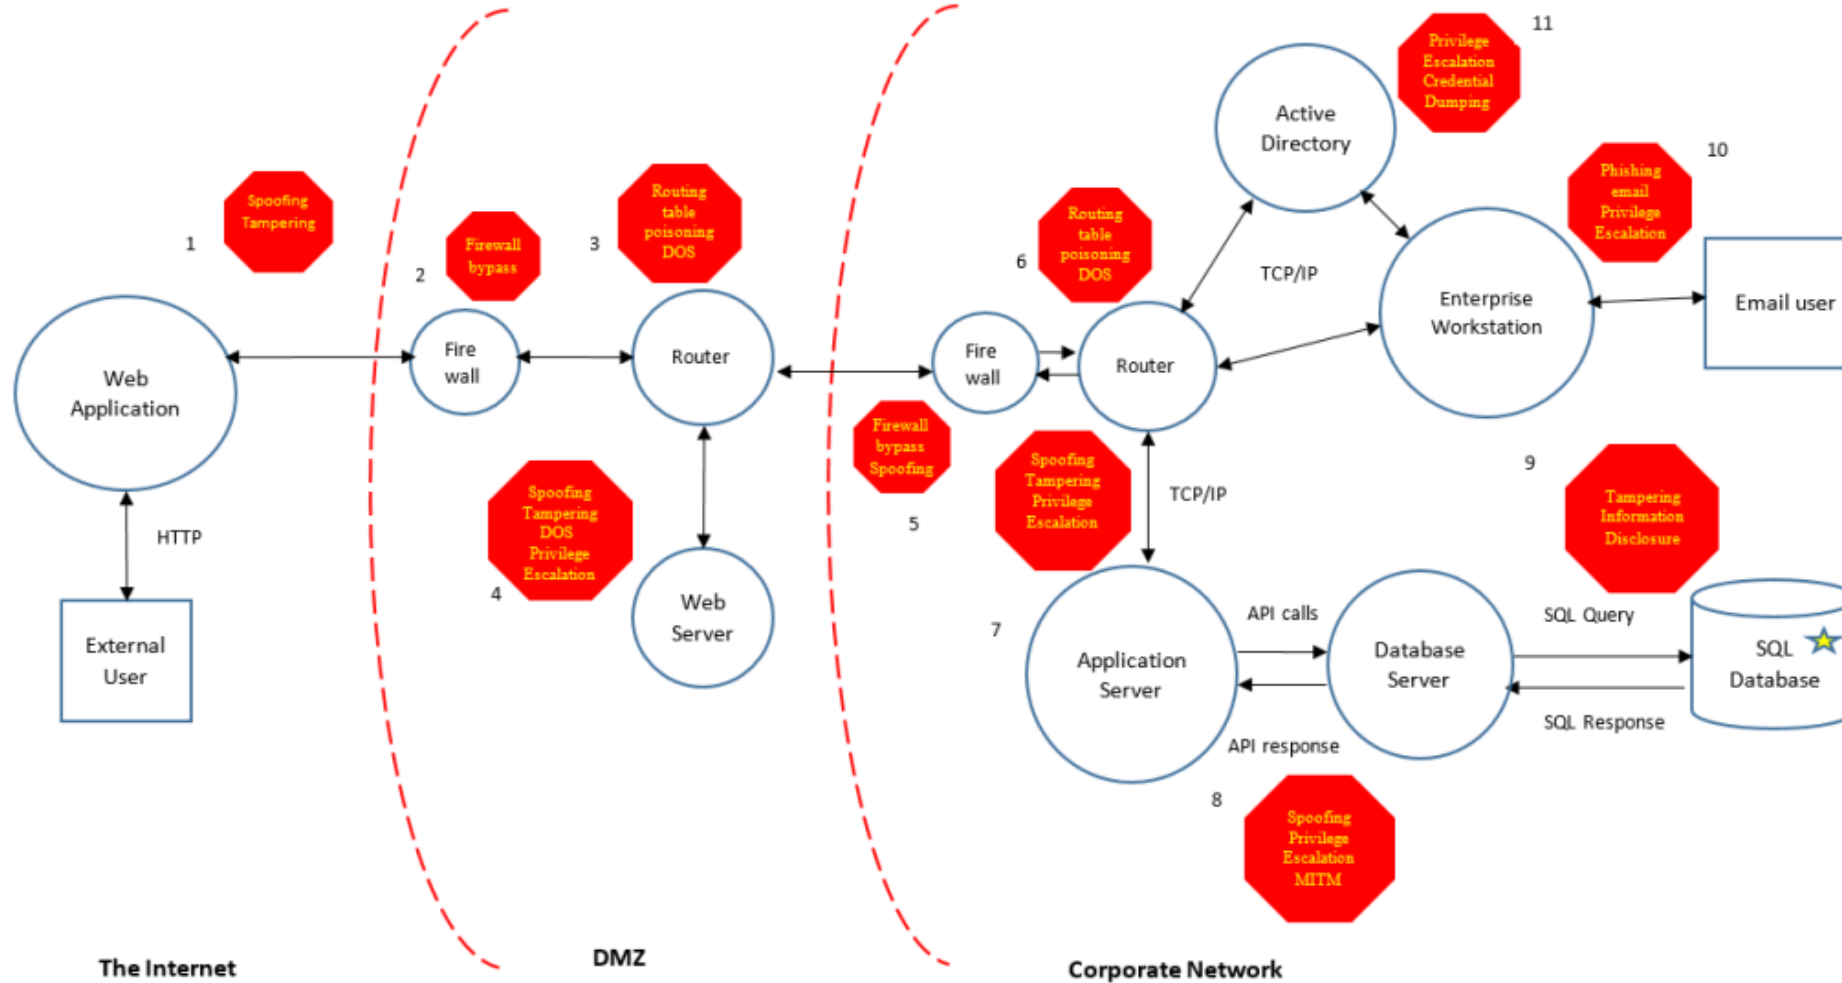 1
Spoofing
Tampering
Web
Application
HTTP
External
User
The Internet
2
Firewall
bypass
Fire
wall
3
Routing
table
poisoning
DOS
Router
4
Spoofing
Tampering
DOS
Privilege
Escalation
Web
Server
DMZ
5
Firewall
bypass
Spoofing
Fire
wall
6
Routing
table
poisoning
DOS
Router
11
Privilege
Escalation
Credential
Dumping
Active
Directory
TCP/IP
10
Phishing
email
Privilege
Escalation
Enterprise
Workstation
Email user
Spoofing
Tampering
Privilege
Escalation
TCP/IP
7
Application
Server
API calls
API response
8
Spoofing
Privilege
Escalation
MITM
Database
Server
9
Tampering
Information
Disclosure
SQL Query
SQL Response
SQL
Database
Corporate Network